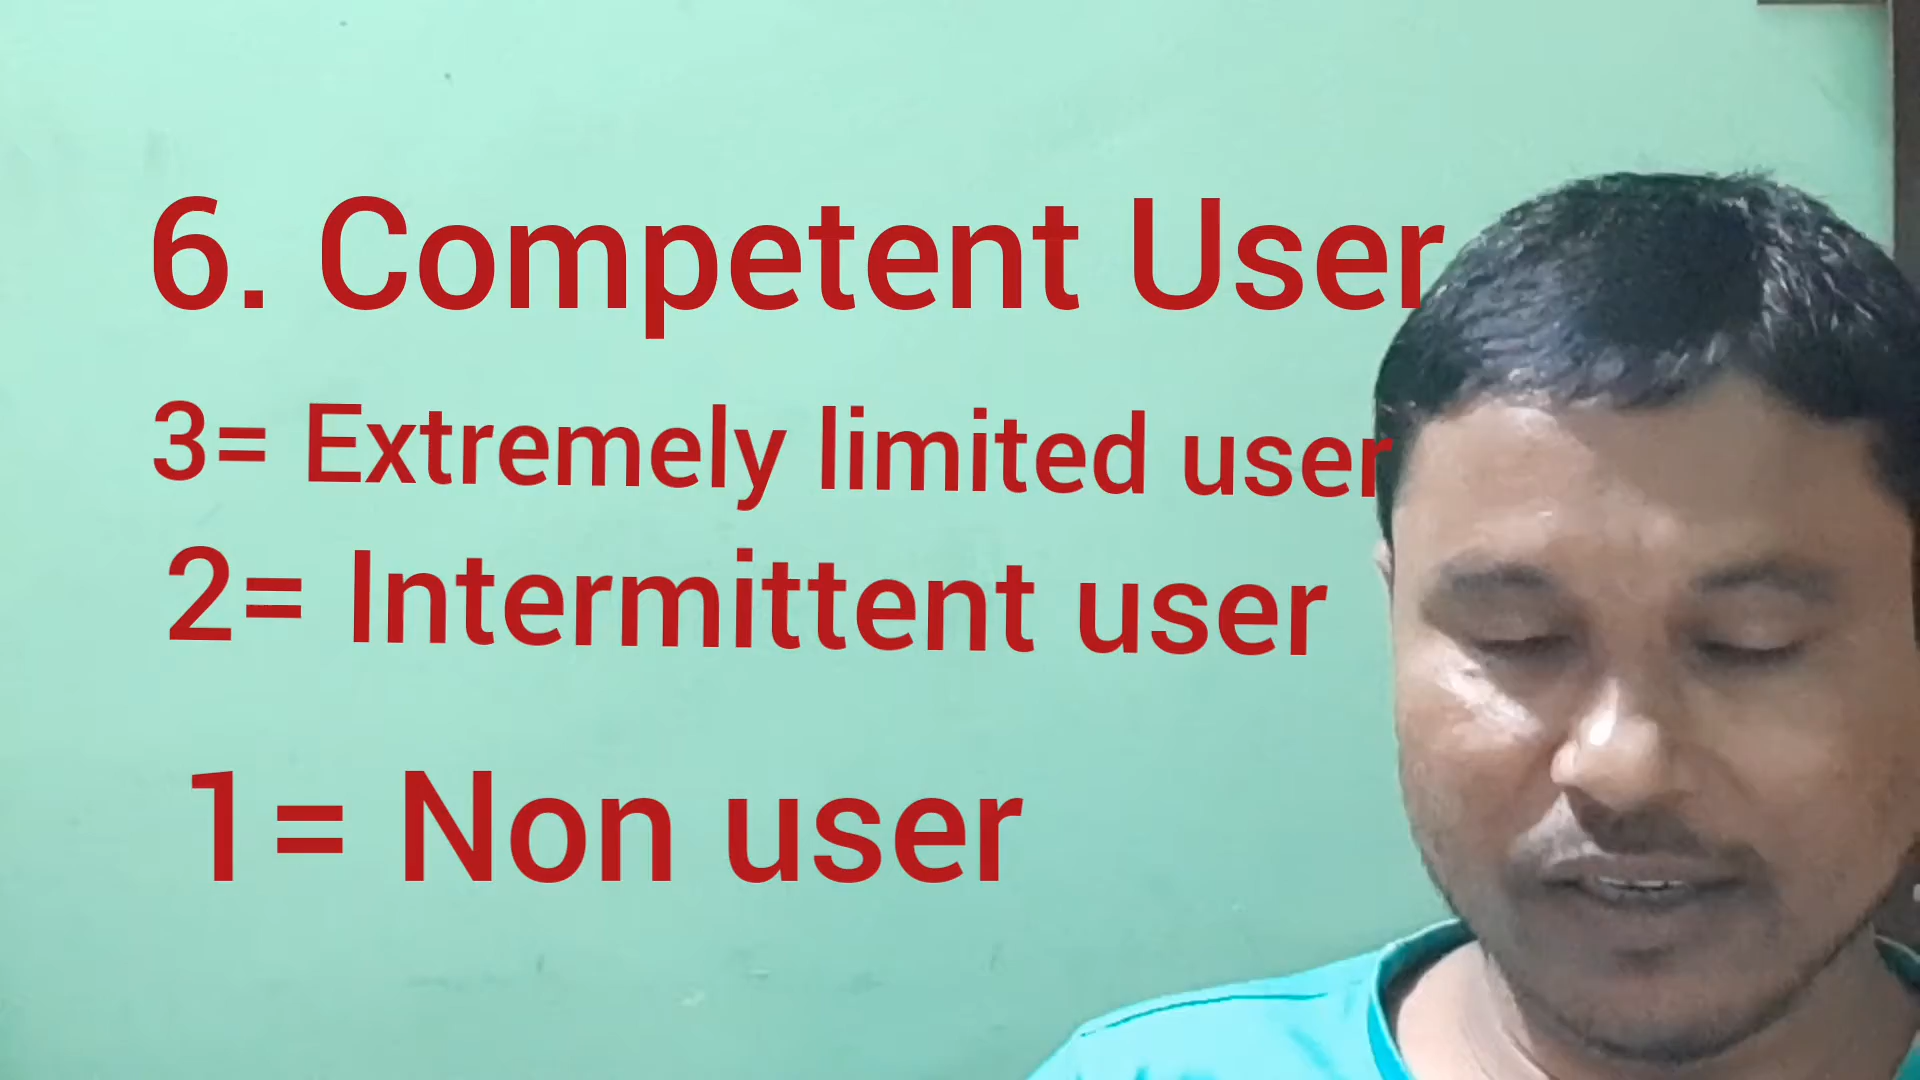 6. Competent User
3= Extremely limited user
2= Intermittent user
1= Non user